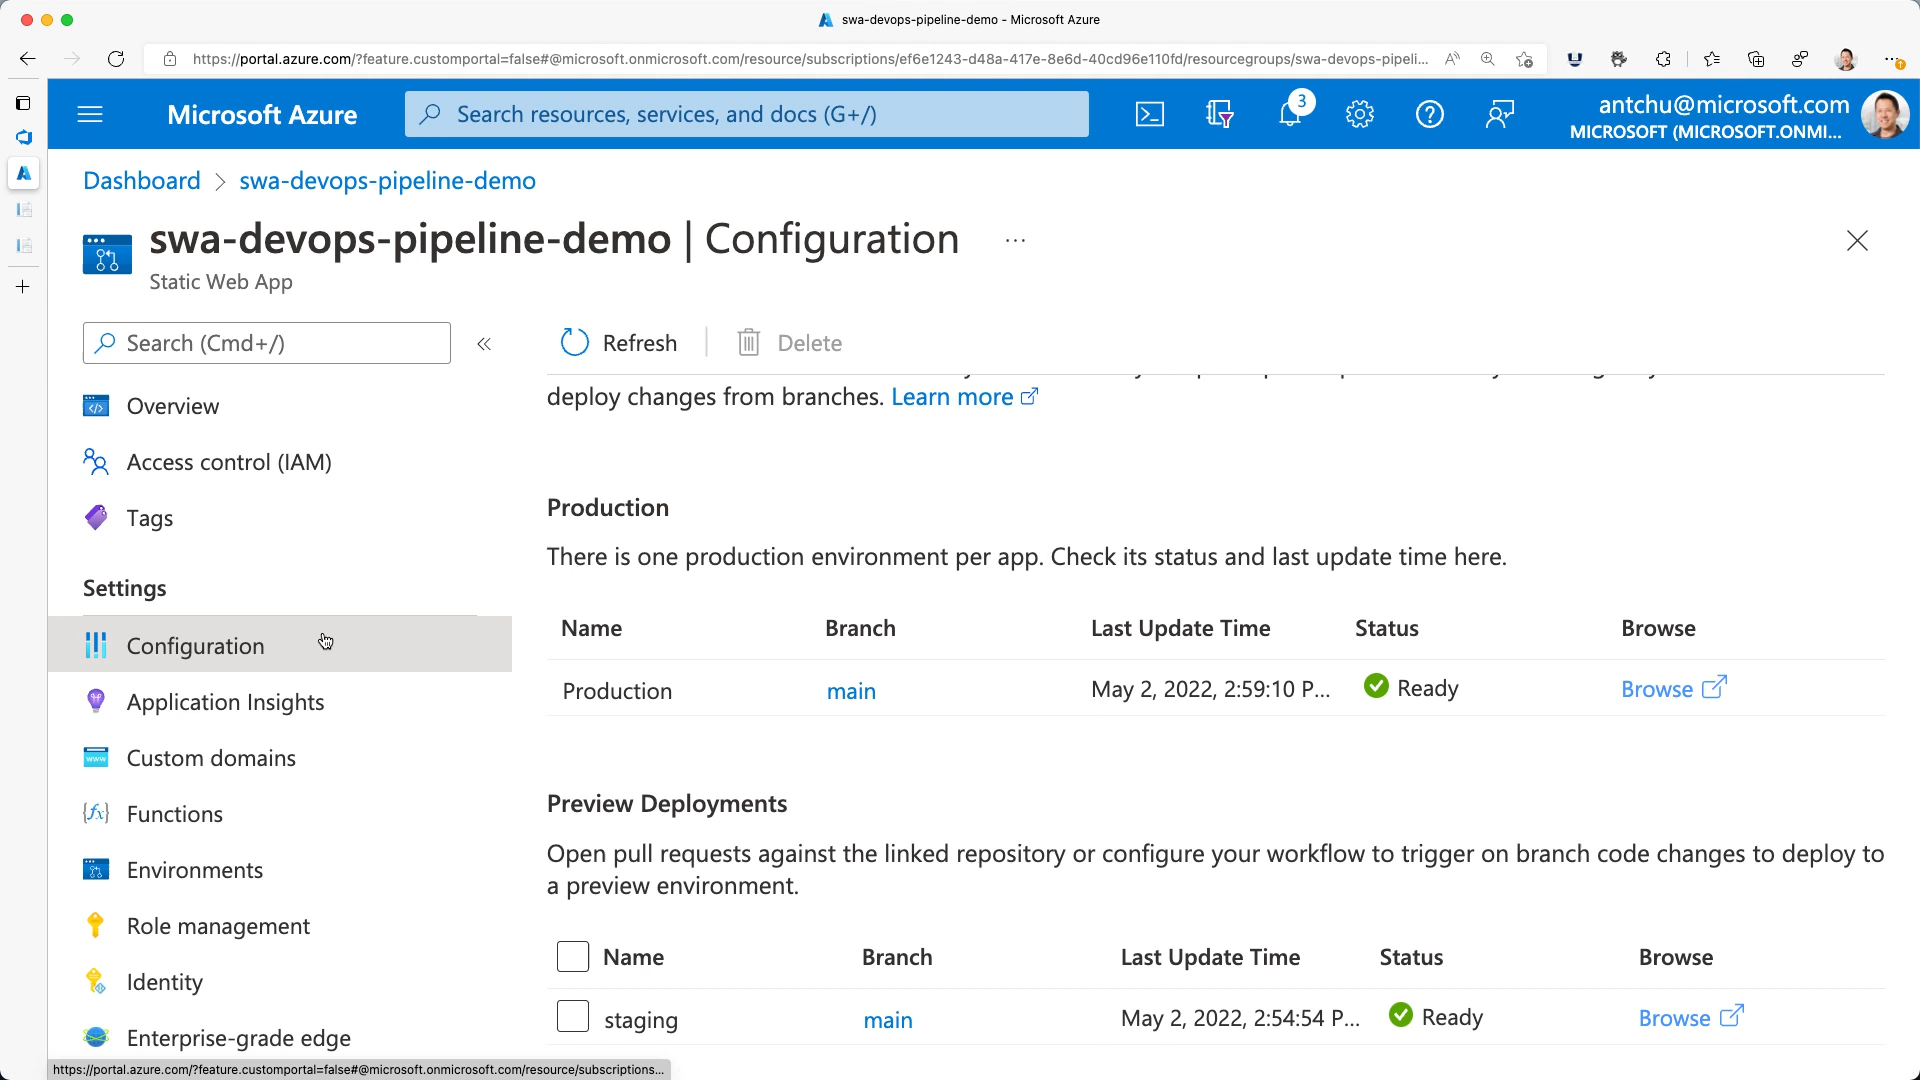 swa-devops-pipeline-demo - Microsoft Azure
https://portal.azure.com/?feature.customportal=false#@microsoft.onmicrosoft.com/resource/subscriptions/ef6e1243-d48a-417e-8e6d-40cd96e110fd/resourcegroups/swa-devops-pipeli...
Microsoft Azure
Search resources, services, and docs (G+/)
3
antchu@microsoft.com
MICROSOFT (MICROSOFT.ONMI...
Dashboard > swa-devops-pipeline-demo
swa-devops-pipeline-demo | Configuration ...
Static Web App
Search (Cmd+/)
Refresh
Delete
deploy changes from branches. Learn more
Overview
Access control (IAM)
Tags
Settings
Configuration
Application Insights
Custom domains
Functions
Environments
Role management
Identity
Enterprise-grade edge
Production
There is one production environment per app. Check its status and last update time here.
Name Branch Last Update Time Status Browse
Production main May 2, 2022, 2:59:10 P... Ready Browse
Preview Deployments
Open pull requests against the linked repository or configure your workflow to trigger on branch code changes to deploy to
a preview environment.
Name Branch Last Update Time Status Browse
staging main May 2, 2022, 2:54:54 P... Ready Browse
https://portal.azure.com/?feature.customportal=false#@microsoft.onmicrosoft.com/resource/subscriptions...